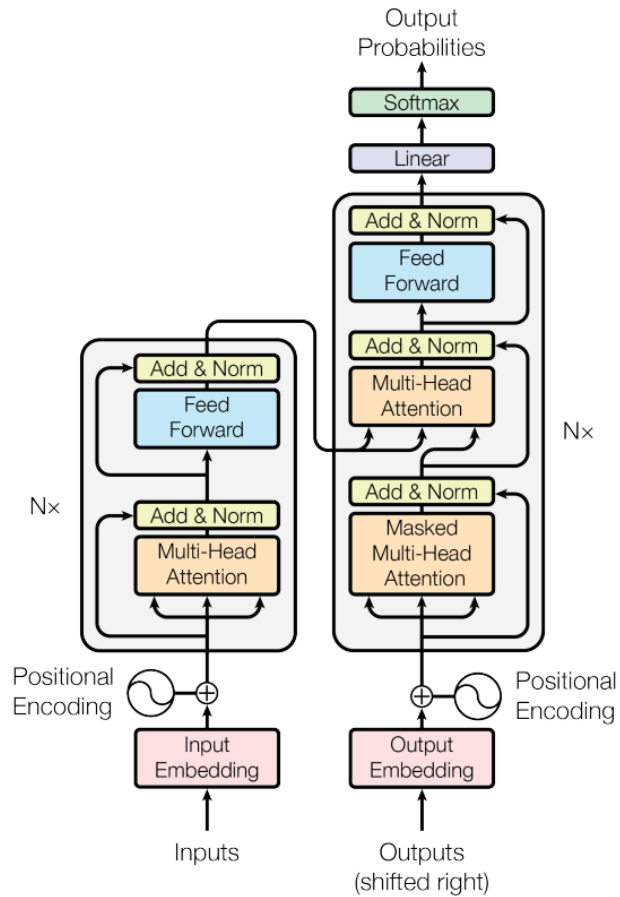 Output
Probabilities
Softmax
Linear
Add & Norm
Feed
Forward
Add & Norm
Multi-Head
Attention
Add & Norm
Masked
Multi-Head
Attention
N×
Add & Norm
Feed
Forward
Add & Norm
Multi-Head
Attention
N×
Positional
Encoding
Positional
Encoding
Input
Embedding
Output
Embedding
Inputs
Outputs
(shifted right)